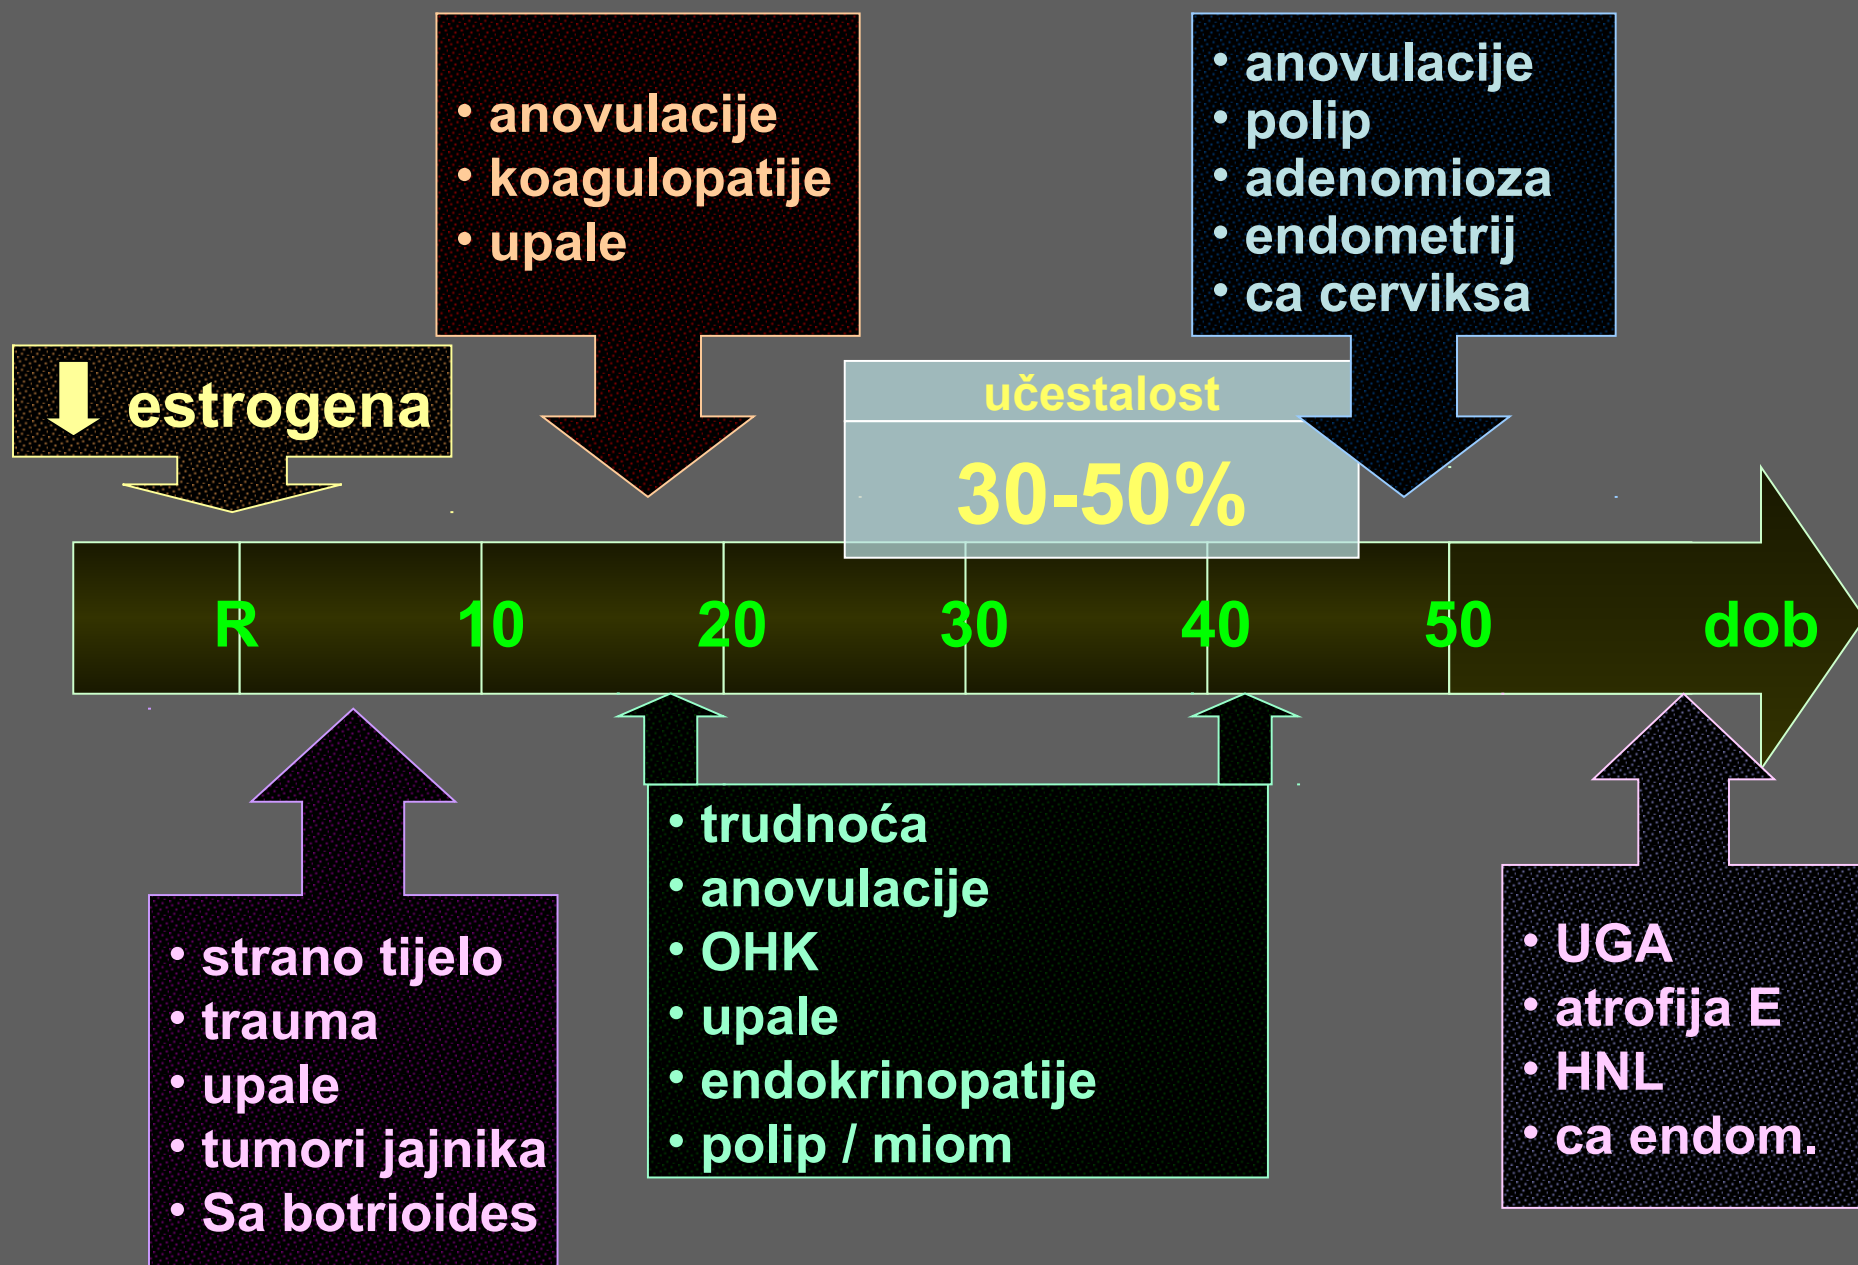 • anovulacije
• koagulopatije
• upale
• anovulacije
• polip
• adenomioza
• endometrij
• ca cerviksa
estrogena
učestalost
30-50%
R 10 20 30 40 50 dob
• strano tijelo
• trauma
• upale
• tumori jajnika
• Sa botrioides
• trudnoća
• anovulacije
• OHK
• upale
• endokrinopatije
• polip / miom
• UGA
• atrofija E
• HNL
• ca endom.